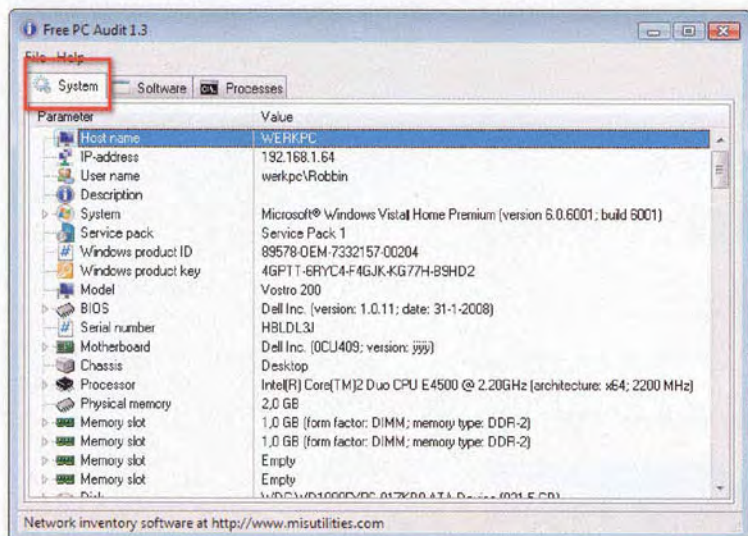 Free PC Audit 1.3
File Help
System Software Processes
Parameter Value
Host name WERKPC
IP-address 192.168.1.64
User name werkpc\Robbin
Description
System Microsoft® Windows Vistal Home Premium (version 6.0.6001; build 6001)
Service pack Service Pack 1
Windows product ID 89578-OEM-7332157-00204
Windows product key 4GPTT-6RYC4-F4GJK-KG77H-B9HD2
Model Vostro 200
BIOS Dell Inc. (version: 1.0.11; date: 31-1-2008)
Serial number HBLDL3J
Motherboard Dell Inc. (0CU409; version: ÿÿÿ)
Chassis Desktop
Processor Intel(R) Core(TM)2 Duo CPU E4500 @ 2.20GHz (architecture: x64; 2200 MHz)
Physical memory 2,0 GB
Memory slot 1,0 GB (form factor: DIMM; memory type: DDR-2)
Memory slot 1,0 GB (form factor: DIMM; memory type: DDR-2)
Memory slot Empty
Memory slot Empty
Network inventory software at http://www.misutilities.com